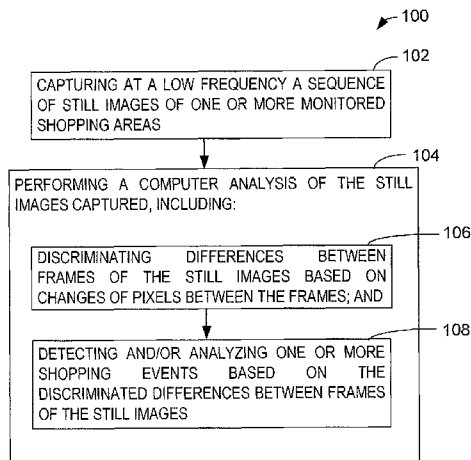 100
102
CAPTURING AT A LOW FREQUENCY A SEQUENCE
OF STILL IMAGES OF ONE OR MORE MONITORED
SHOPPING AREAS
104
PERFORMING A COMPUTER ANALYSIS OF THE STILL
IMAGES CAPTURED, INCLUDING:
106
DISCRIMINATING DIFFERENCES BETWEEN
FRAMES OF THE STILL IMAGES BASED ON
CHANGES OF PIXELS BETWEEN THE FRAMES; AND
108
DETECTING AND/OR ANALYZING ONE OR MORE
SHOPPING EVENTS BASED ON THE
DISCRIMINATED DIFFERENCES BETWEEN FRAMES
OF THE STILL IMAGES